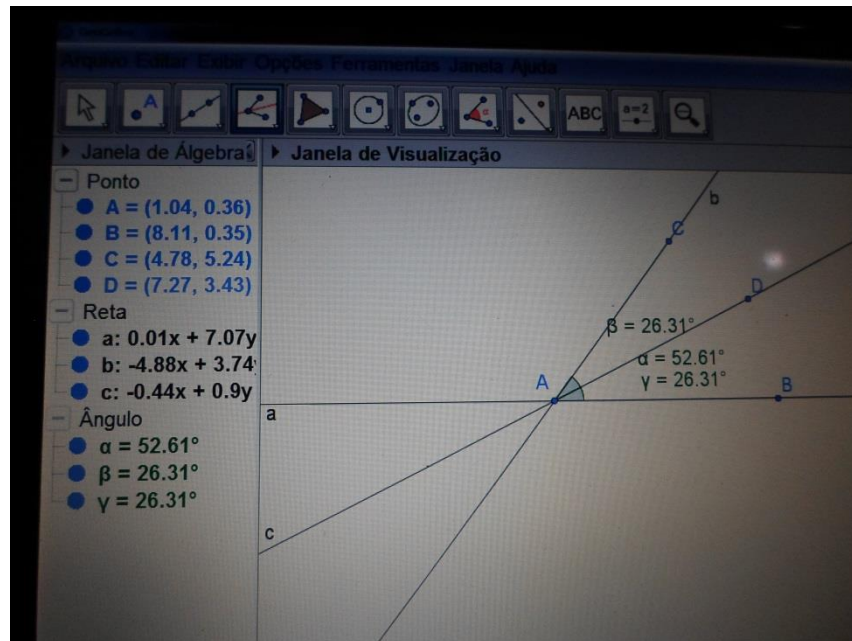 Arquivo Editar Exibir Opções Ferramentas Janela Ajuda
A
α
ABC
a=2
Janela de Álgebra
Janela de Visualização
Ponto
A = (1.04, 0.36)
B = (8.11, 0.35)
C = (4.78, 5.24)
D = (7.27, 3.43)
Reta
a: 0.01x + 7.07y
b: -4.88x + 3.74
c: -0.44x + 0.9y
Ângulo
α = 52.61°
β = 26.31°
γ = 26.31°
b
C
D
β = 26.31°
α = 52.61°
γ = 26.31°
A
B
a
c